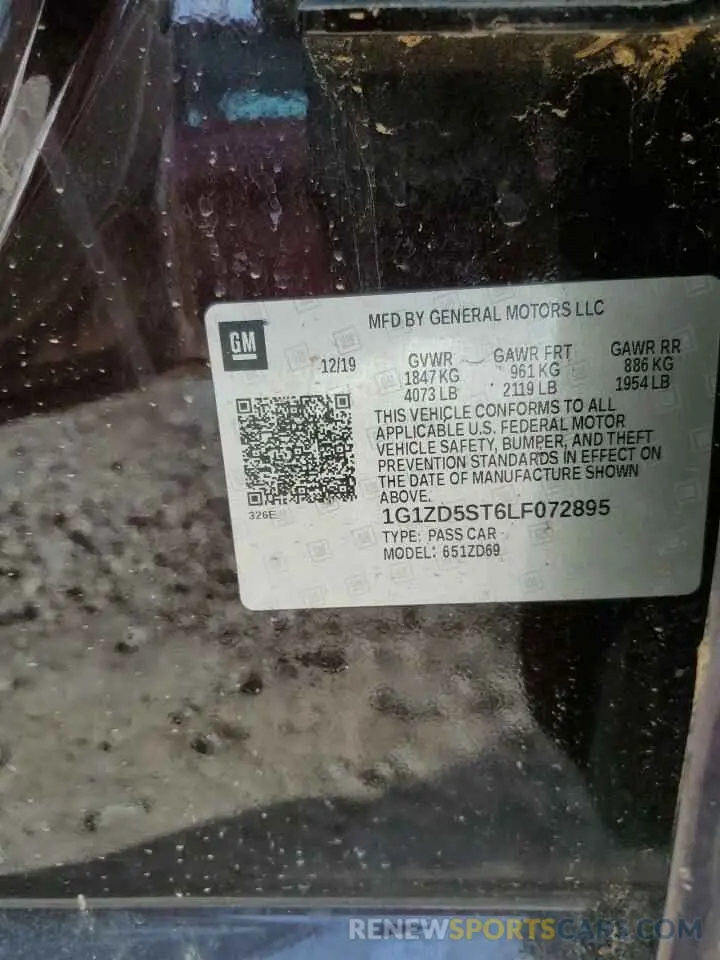 MFD BY GENERAL MOTORS LLC
GM
12/19
GVWR GAWR FRT GAWR RR
1847 KG 961 KG 886 KG
4073 LB 2119 LB 1954 LB
THIS VEHICLE CONFORMS TO ALL
APPLICABLE U.S. FEDERAL MOTOR
VEHICLE SAFETY, BUMPER, AND THEFT
PREVENTION STANDARDS IN EFFECT ON
THE DATE OF MANUFACTURE SHOWN
ABOVE.
326E
1G1ZD5ST6LF072895
TYPE: PASS CAR
MODEL: 651ZD69
RENEWSPORTSCARS.COM